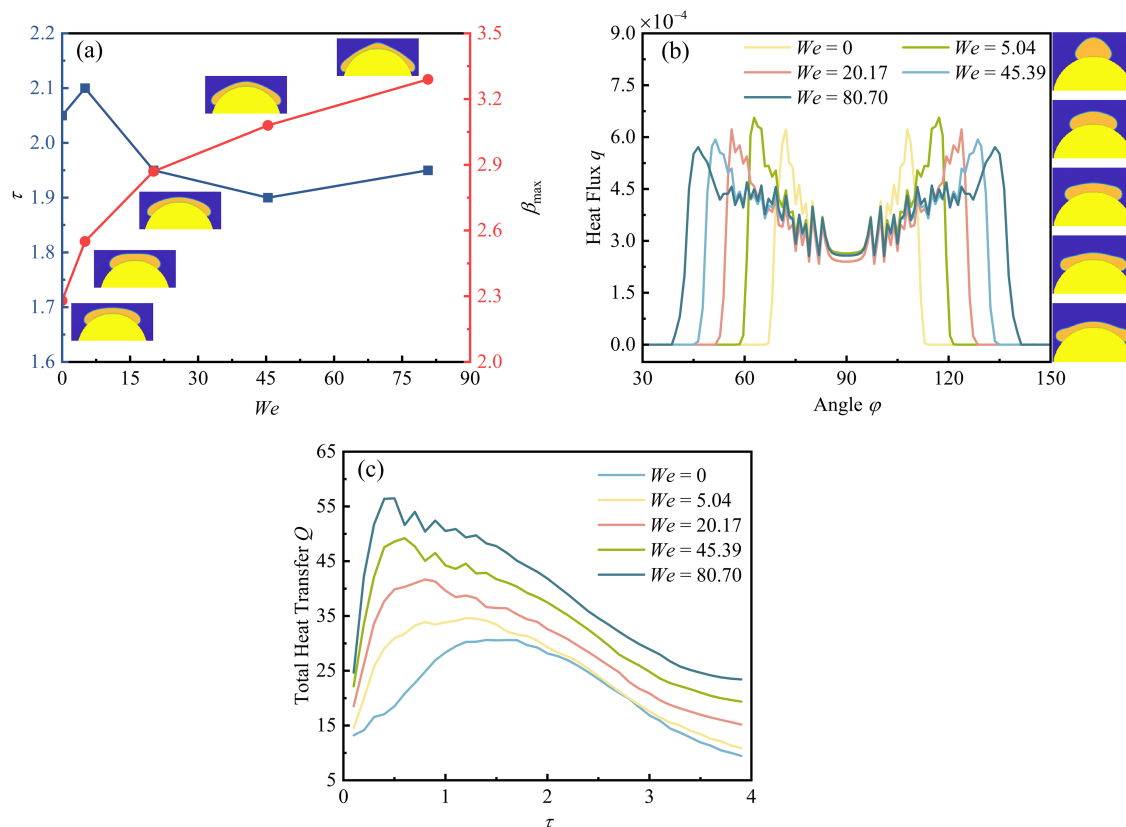 (a)
2.2
2.1
2.0
1.9
1.8
1.7
1.6
τ
3.5
3.2
2.9
2.6
2.3
2.0
β_max
0 15 30 45 60 75 90
We
×10⁻⁴
(b)
We = 0 We = 5.04
We = 20.17 We = 45.39
We = 80.70
9.0
7.5
6.0
4.5
3.0
1.5
0.0
Heat Flux q
30 60 90 120 150
Angle φ
(c)
We = 0
We = 5.04
We = 20.17
We = 45.39
We = 80.70
65
55
45
35
25
15
5
Total Heat Transfer Q
0 1 2 3 4
τ